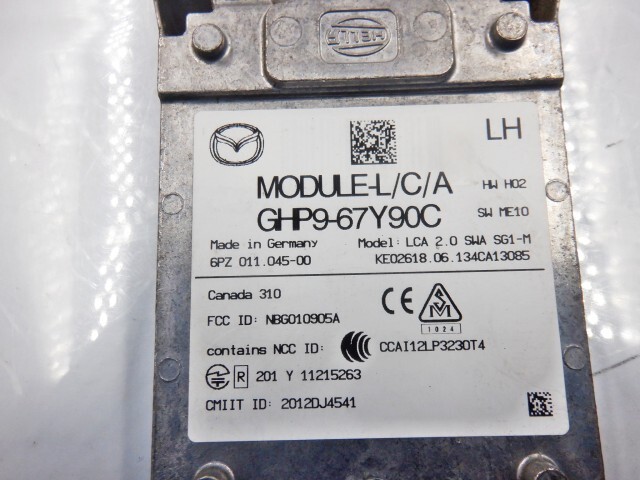 HELLA
LH
MODULE-L/C/A HW H02
GHP9-67Y90C SW ME10
Made in Germany Model: LCA 2.0 SWA SG1-M
6PZ 011.045-00 KE02618.06.134CA13085
Canada 310
CE SM
1024
FCC ID: NBG010905A
contains NCC ID: CCAI12LP3230T4
R 201 Y 11215263
CMIIT ID: 2012DJ4541